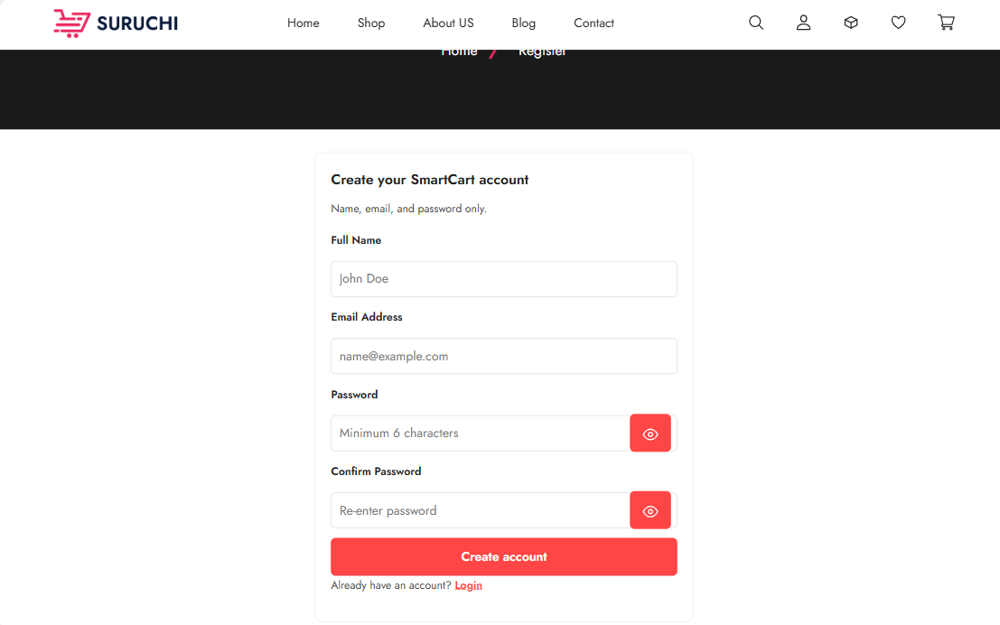 SURUCHI
Home Shop About US Blog Contact
Home / Register
Create your SmartCart account
Name, email, and password only.
Full Name
John Doe
Email Address
name@example.com
Password
Minimum 6 characters
Confirm Password
Re-enter password
Create account
Already have an account? Login